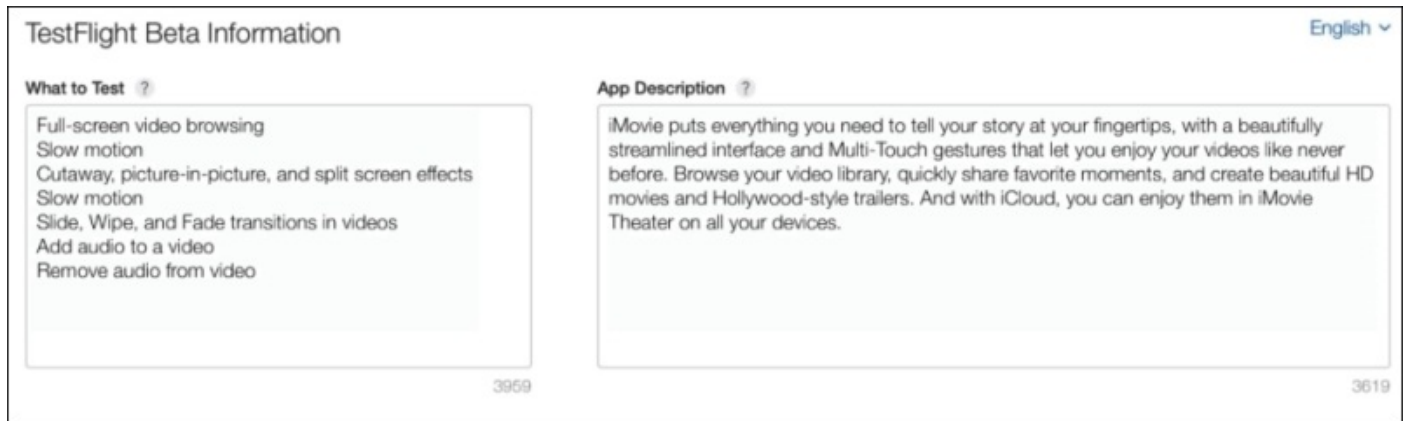 TestFlight Beta Information
English
What to Test ?
Full-screen video browsing
Slow motion
Cutaway, picture-in-picture, and split screen effects
Slow motion
Slide, Wipe, and Fade transitions in videos
Add audio to a video
Remove audio from video
3959
App Description ?
iMovie puts everything you need to tell your story at your fingertips, with a beautifully
streamlined interface and Multi-Touch gestures that let you enjoy your videos like never
before. Browse your video library, quickly share favorite moments, and create beautiful HD
movies and Hollywood-style trailers. And with iCloud, you can enjoy them in iMovie
Theater on all your devices.
3619